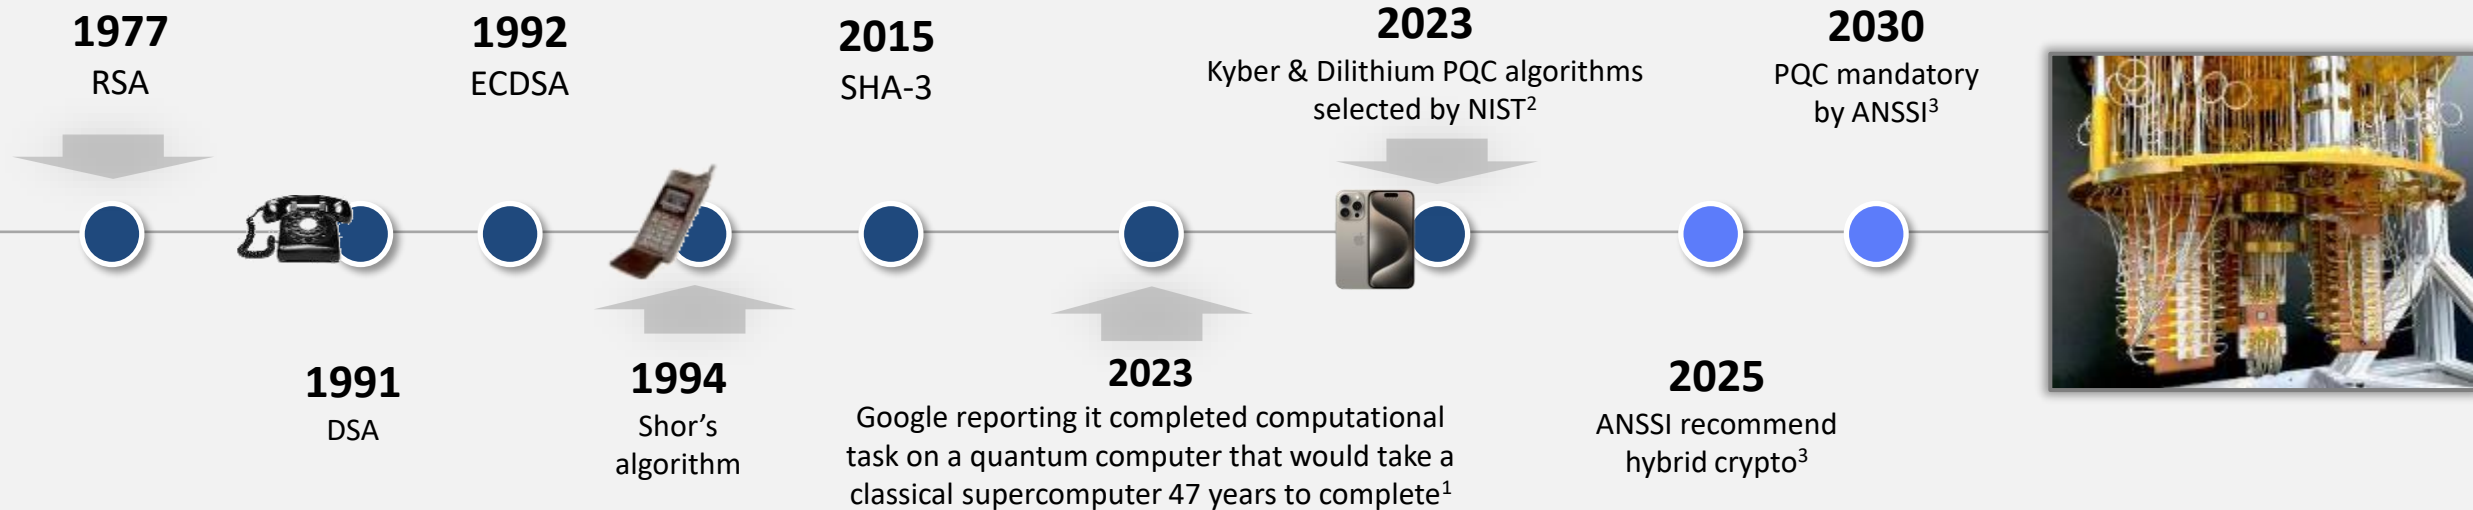 1977
RSA
1991
DSA
1992
ECDSA
1994
Shor’s
algorithm
2015
SHA-3
2023
Google reporting it completed computational
task on a quantum computer that would take a
classical supercomputer 47 years to complete¹
2023
Kyber & Dilithium PQC algorithms
selected by NIST²
2025
ANSSI recommend
hybrid crypto³
2030
PQC mandatory
by ANSSI³